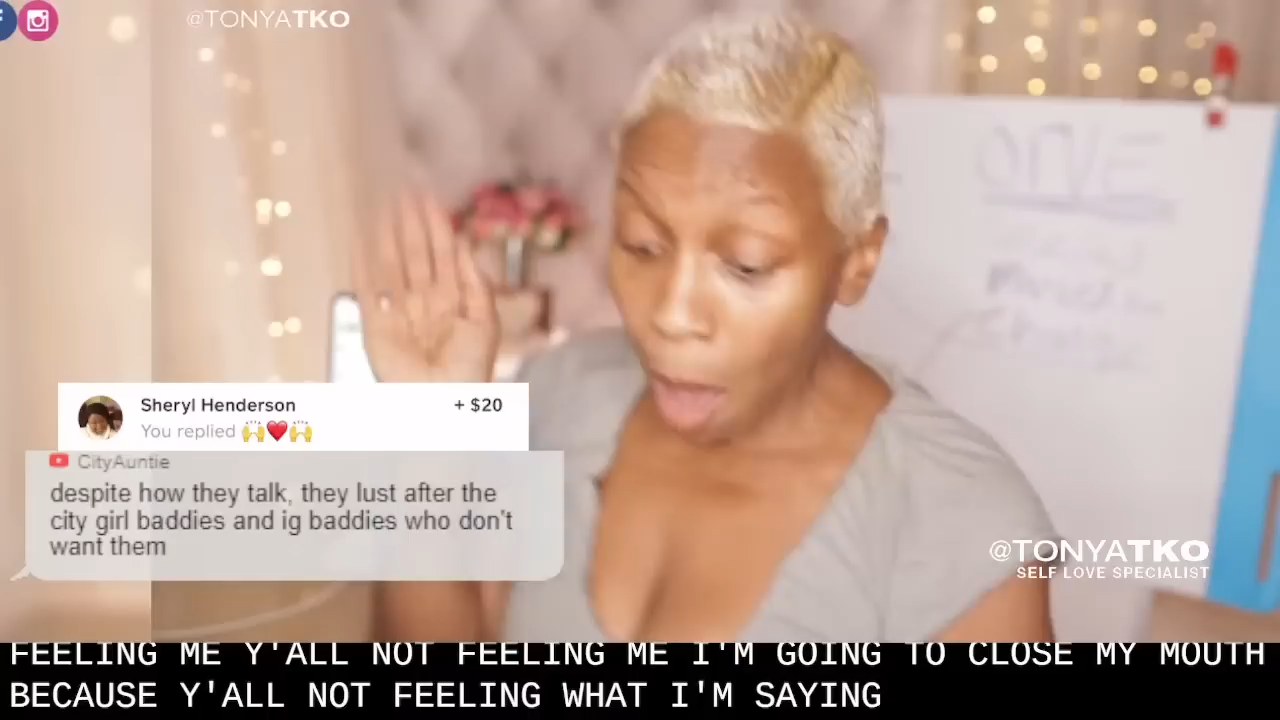 @TONYATKO
Sheryl Henderson
+ $20
You replied 🙌❤️🙌
CityAuntie
despite how they talk, they lust after the
city girl baddies and ig baddies who don't
want them
@TONYATKO
SELF LOVE SPECIALIST
FEELING ME Y'ALL NOT FEELING ME I'M GOING TO CLOSE MY MOUTH
BECAUSE Y'ALL NOT FEELING WHAT I'M SAYING